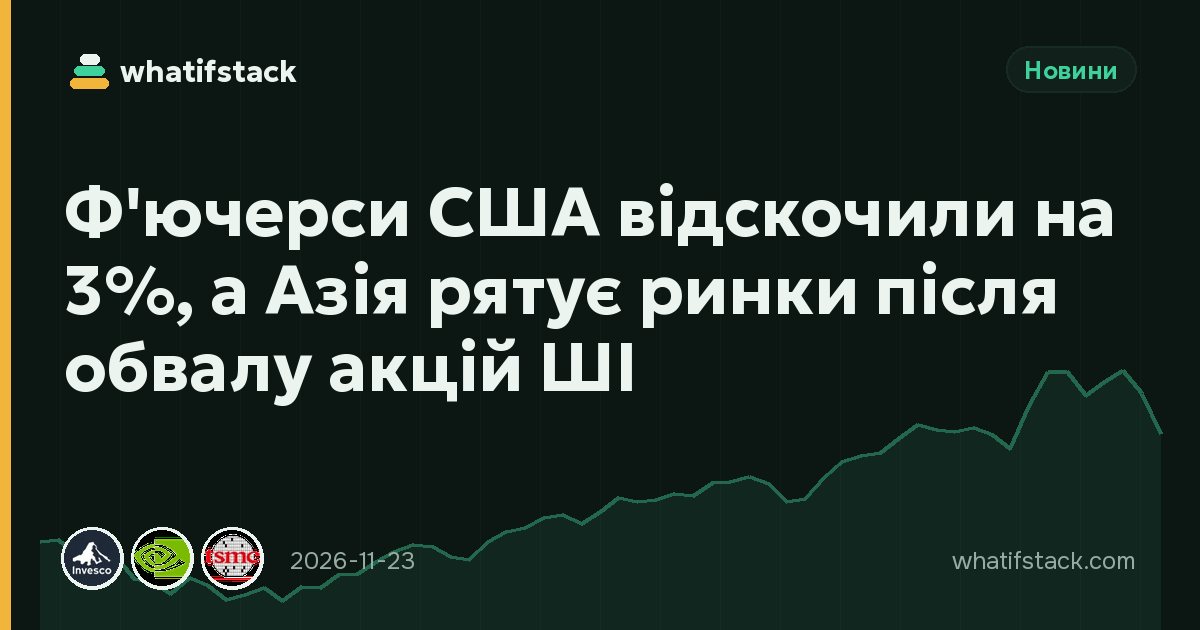 whatifstack
Новини
Ф'ючерси США відскочили на
3%, а Азія рятує ринки після
обвалу акцій ШІ
Invesco
tsmc
2026-11-23
whatifstack.com